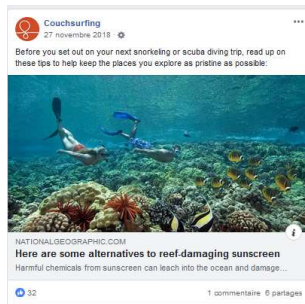 Couchsurfing
27 novembre 2018 ·
Before you set out on your next snorkeling or scuba diving trip, read up on
these tips to help keep the places you explore as pristine as possible:
i
NATIONALGEOGRAPHIC.COM
Here are some alternatives to reef-damaging sunscreen
Harmful chemicals from sunscreen can leach into the ocean and damage...
32
1 commentaire 6 partages